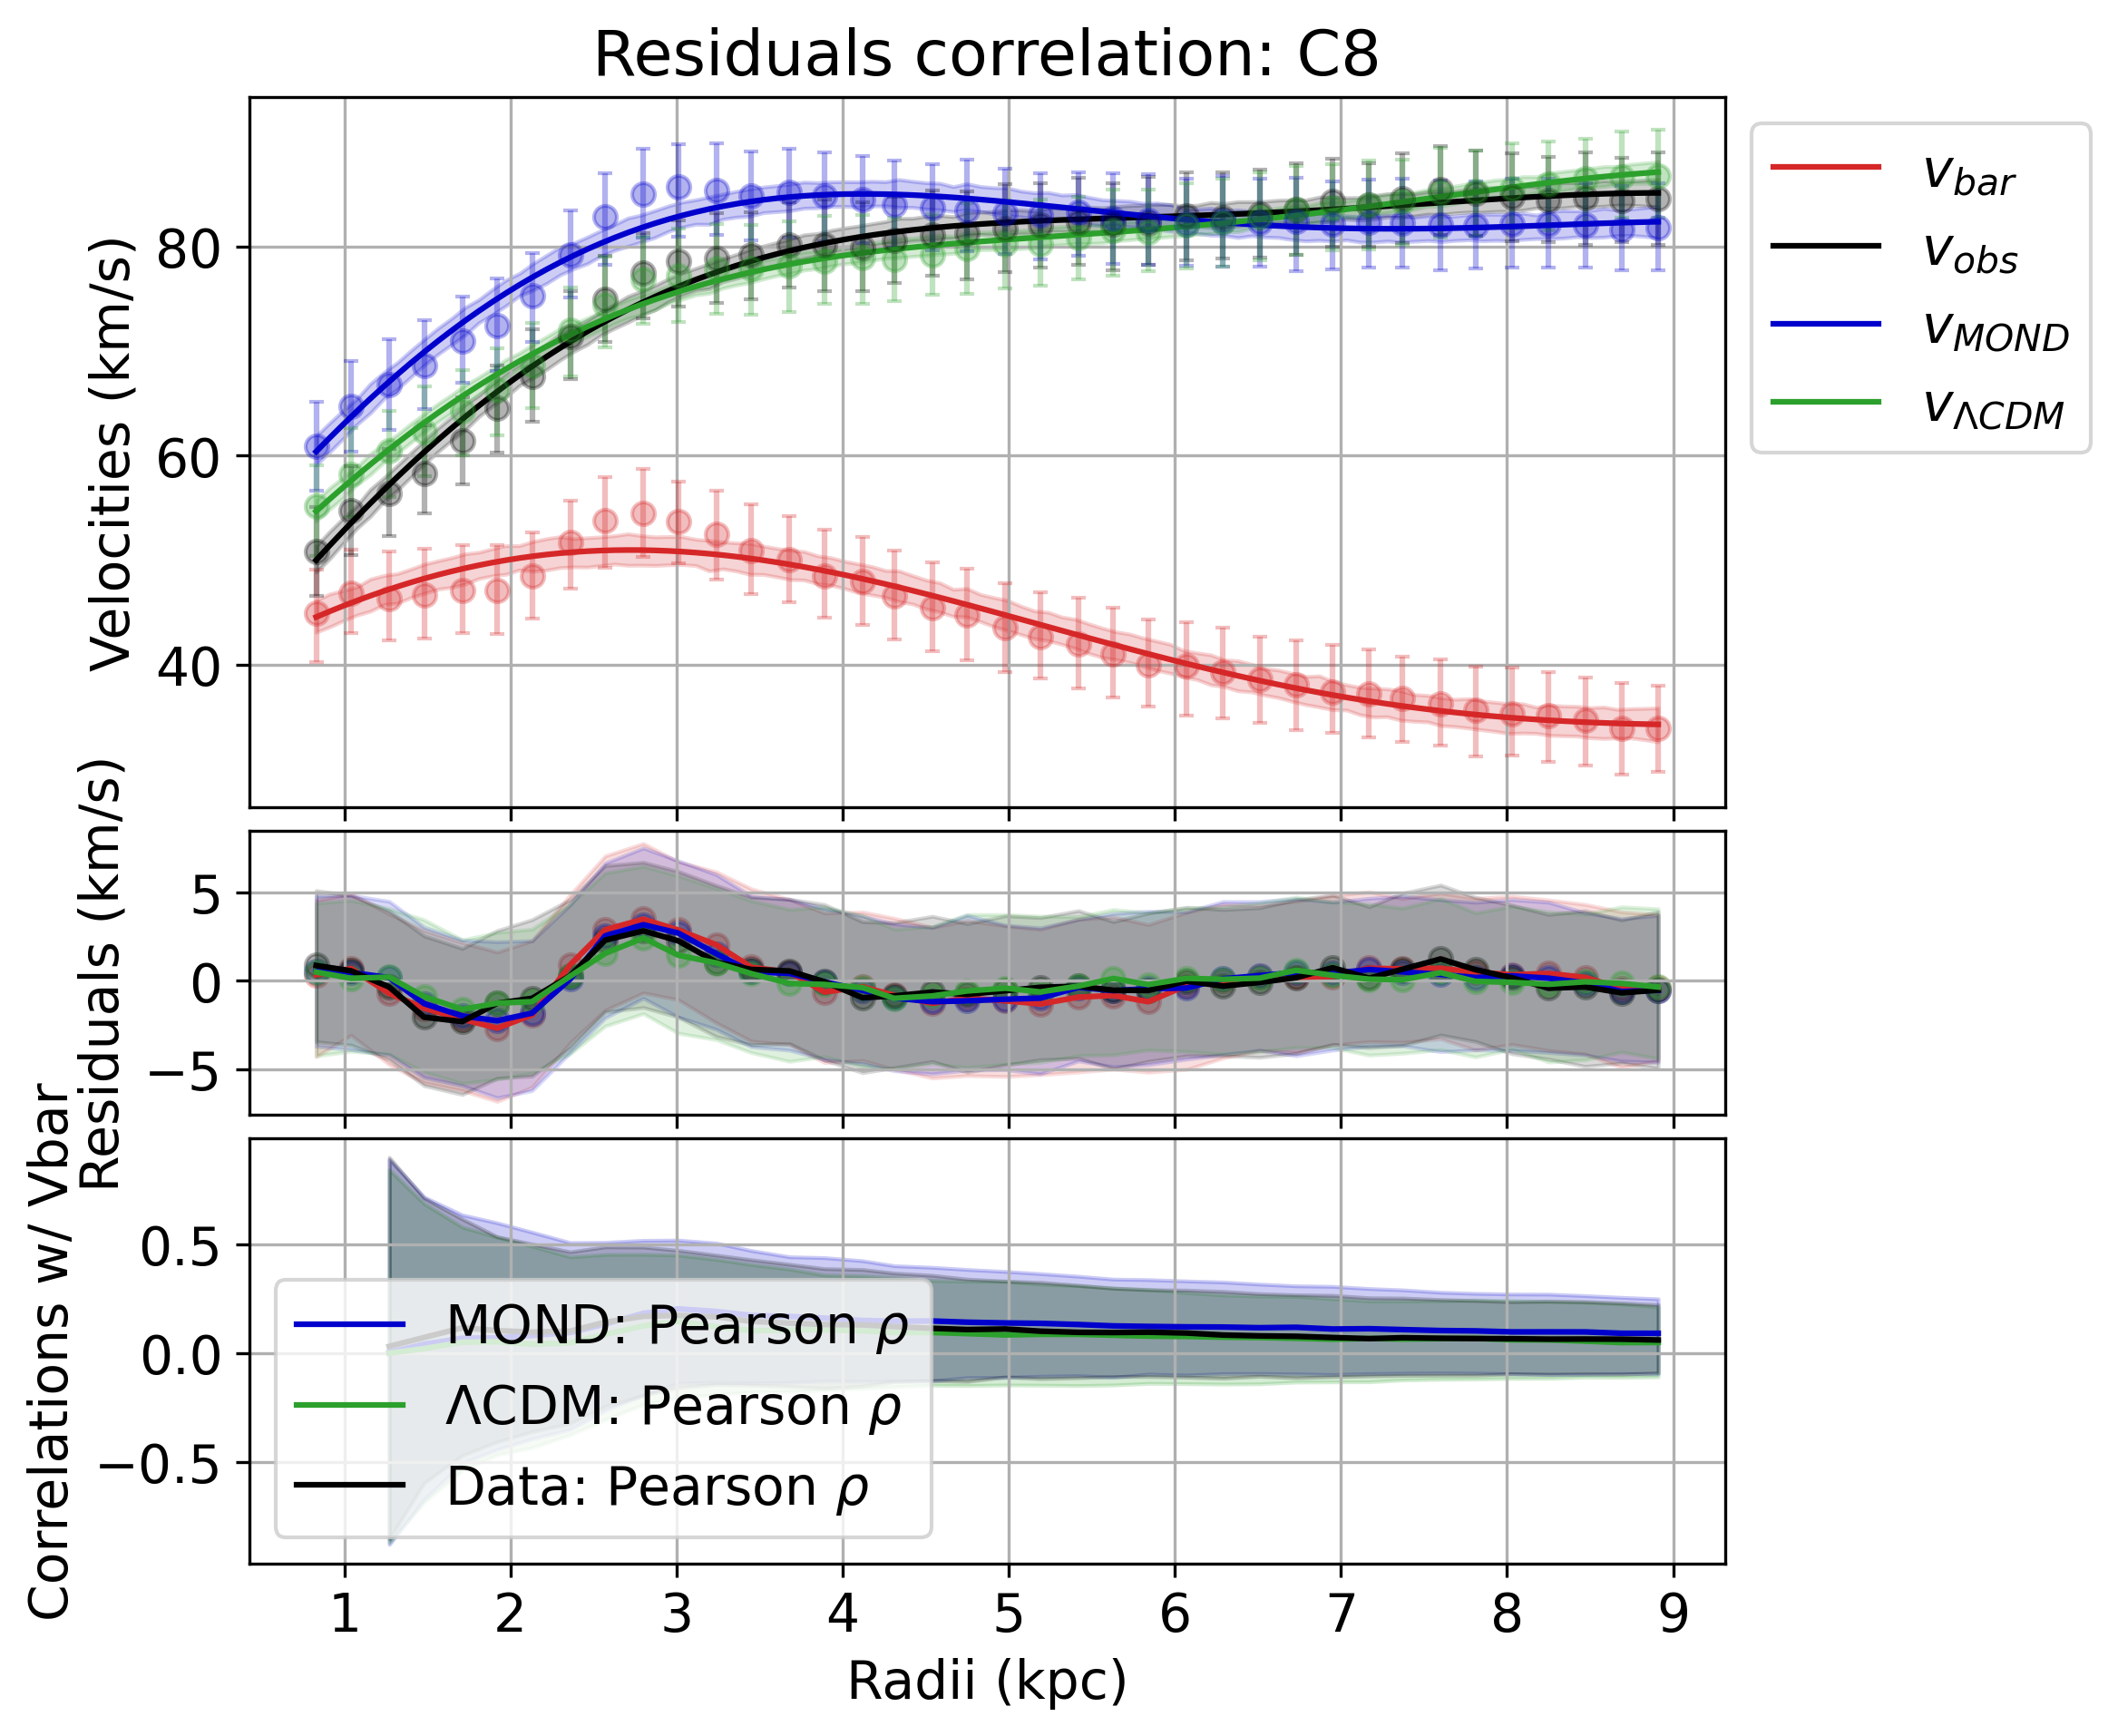 Residuals correlation: C8
Velocities (km/s)
80
60
40
v_bar
v_obs
v_MOND
v_ΛCDM
Residuals (km/s)
5
0
−5
Correlations w/ Vbar
0.5
0.0
−0.5
MOND: Pearson ρ
ΛCDM: Pearson ρ
Data: Pearson ρ
1 2 3 4 5 6 7 8 9
Radii (kpc)